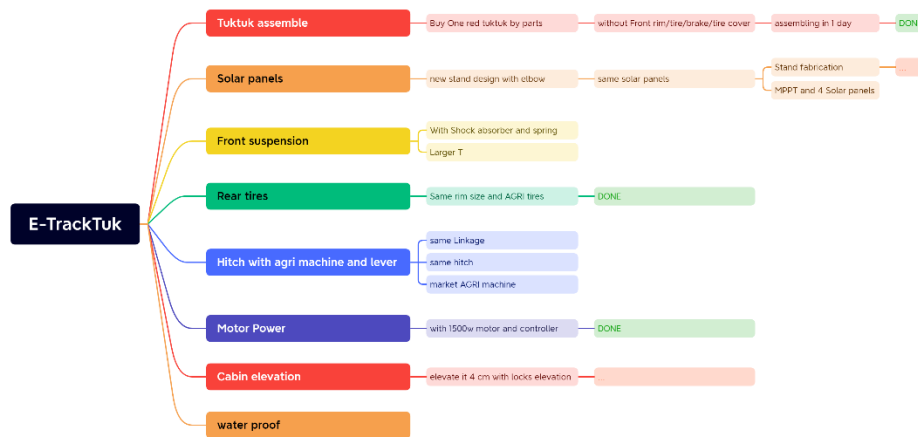 Tuktuk assemble
Buy One red tuktuk by parts
without Front rim/tire/brake/tire cover
assembling in 1 day
DON
Solar panels
new stand design with elbow
same solar panels
Stand fabrication
...
MPPT and 4 Solar panels
Front suspension
With Shock absorber and spring
Larger T
E-TrackTuk
Rear tires
Same rim size and AGRI tires
DONE
Hitch with agri machine and lever
same Linkage
same hitch
market AGRI machine
Motor Power
with 1500w motor and controller
DONE
Cabin elevation
elevate it 4 cm with locks elevation
...
water proof